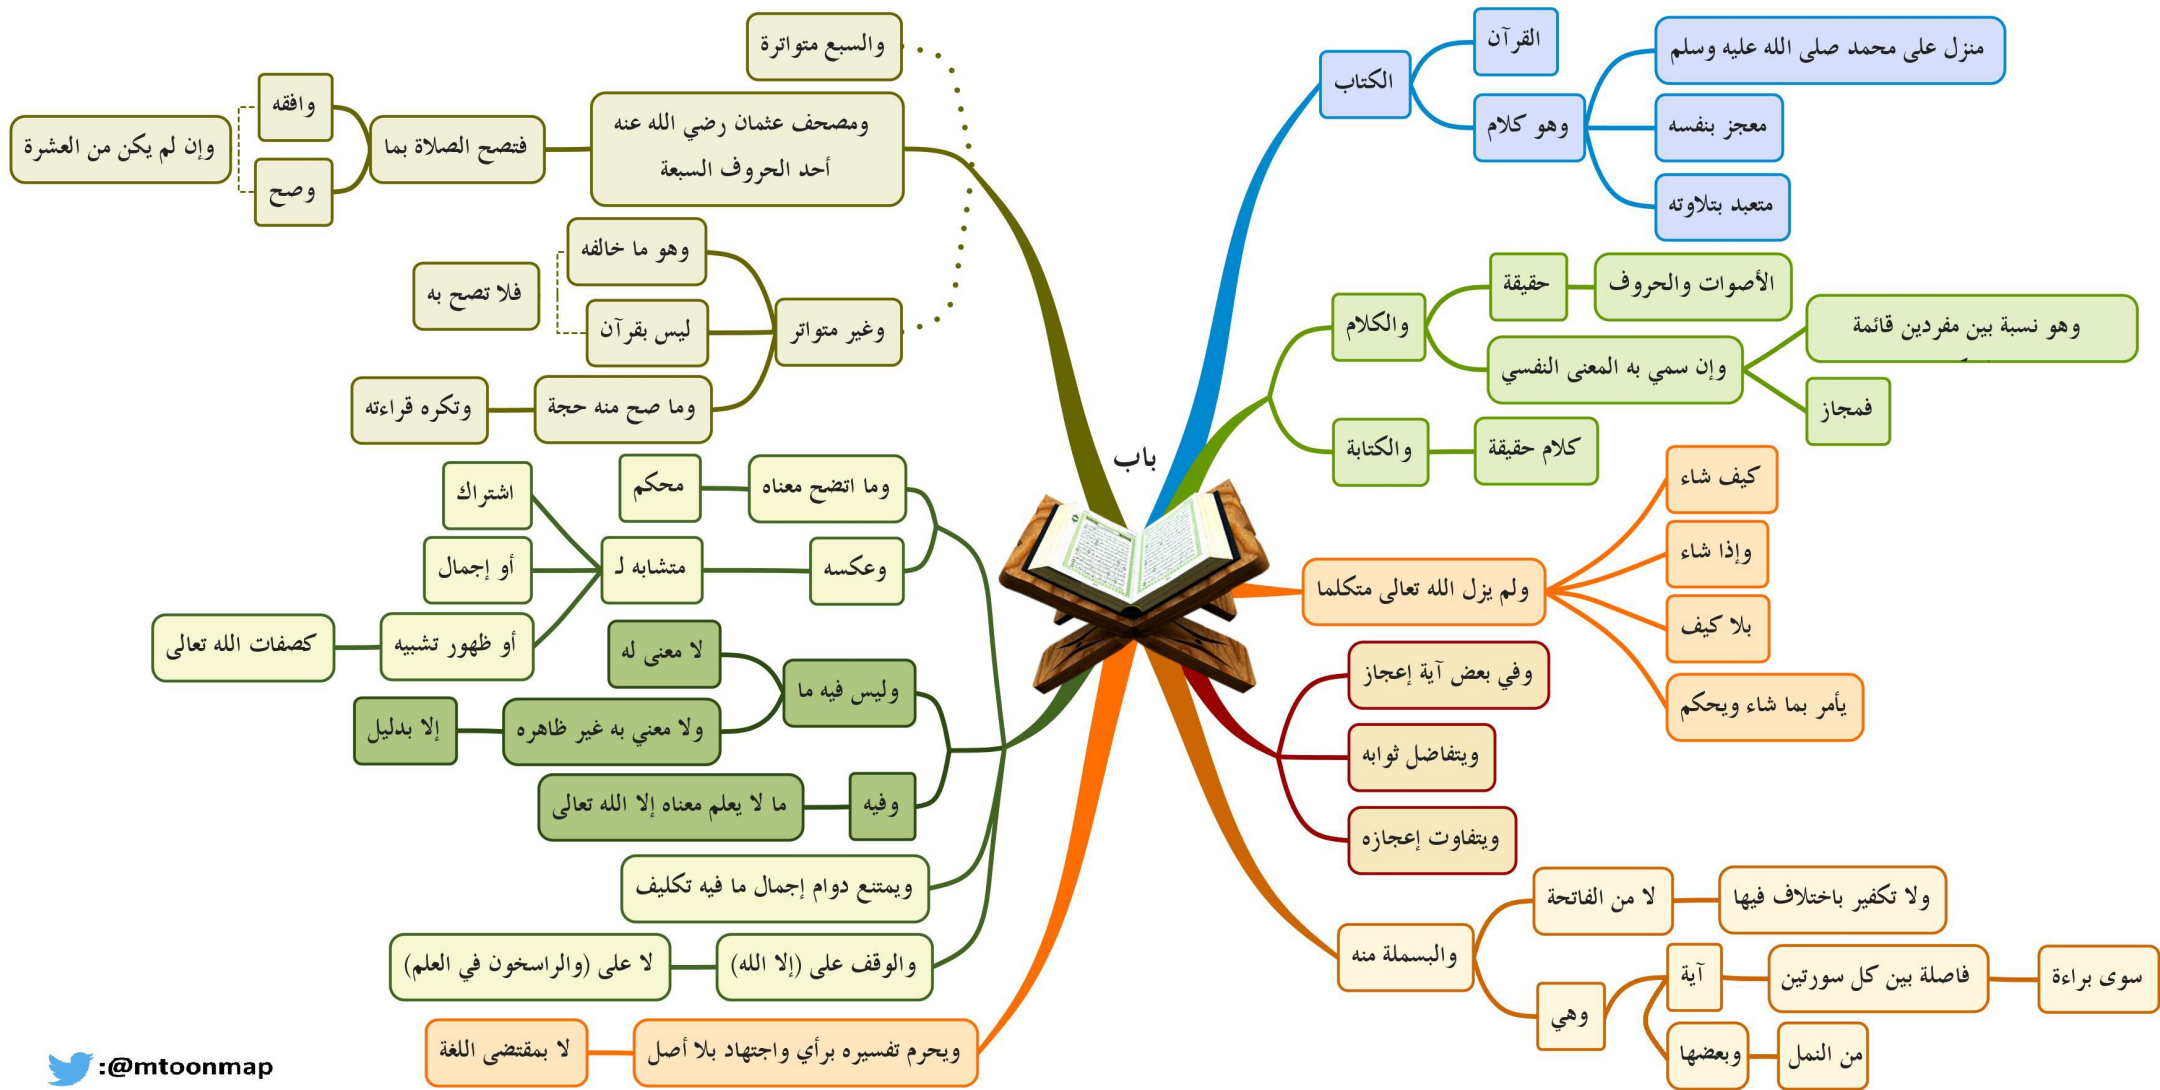 باب
الكتاب
القرآن
وهو كلام
منزل على محمد صلى الله عليه وسلم
معجز بنفسه
متعبد بتلاوته
والكلام
حقيقة
الأصوات والحروف
وإن سمي به المعنى النفسي
وهو نسبة بين مفردين قائمة
فمجاز
والكتابة
كلام حقيقة
ولم يزل الله تعالى متكلما
كيف شاء
وإذا شاء
بلا كيف
يأمر بما شاء ويحكم
وفي بعض آية إعجاز
ويتفاضل ثوابه
ويتفاوت إعجازه
والبسملة منه
لا من الفاتحة
ولا تكفير باختلاف فيها
وهي
آية
فاصلة بين كل سورتين
سوى براءة
وبعضها
من النمل
والسبع متواترة
ومصحف عثمان رضي الله عنه
أحد الحروف السبعة
فتصح الصلاة بما
وافقه
وصح
وإن لم يكن من العشرة
وغير متواتر
وهو ما خالفه
ليس بقرآن
فلا تصح به
وما صح منه حجة
وتكره قراءته
وما اتضح معناه
محكم
وعكسه
متشابه لـ
اشتراك
أو إجمال
أو ظهور تشبيه
كصفات الله تعالى
وليس فيه ما
لا معنى له
ولا معني به غير ظاهره
إلا بدليل
وفيه
ما لا يعلم معناه إلا الله تعالى
ويمتنع دوام إجمال ما فيه تكليف
والوقف على (إلا الله)
لا على (والراسخون في العلم)
ويحرم تفسيره برأي واجتهاد بلا أصل
لا بمقتضى اللغة
:@mtoonmap